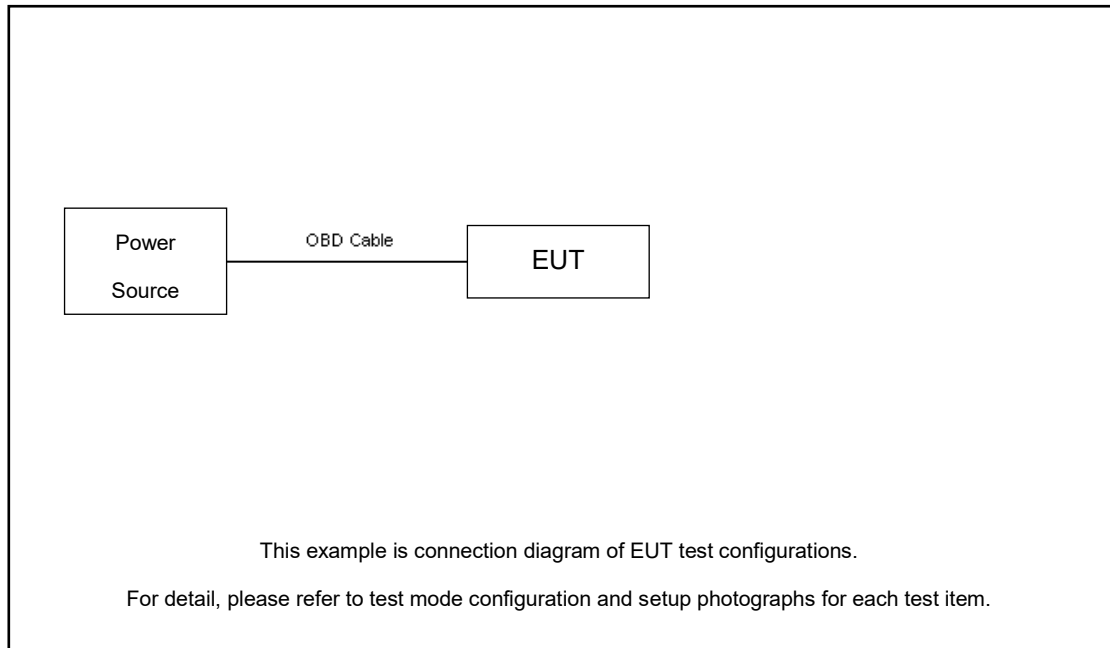 Power
Source
OBD Cable
EUT
This example is connection diagram of EUT test configurations.
For detail, please refer to test mode configuration and setup photographs for each test item.